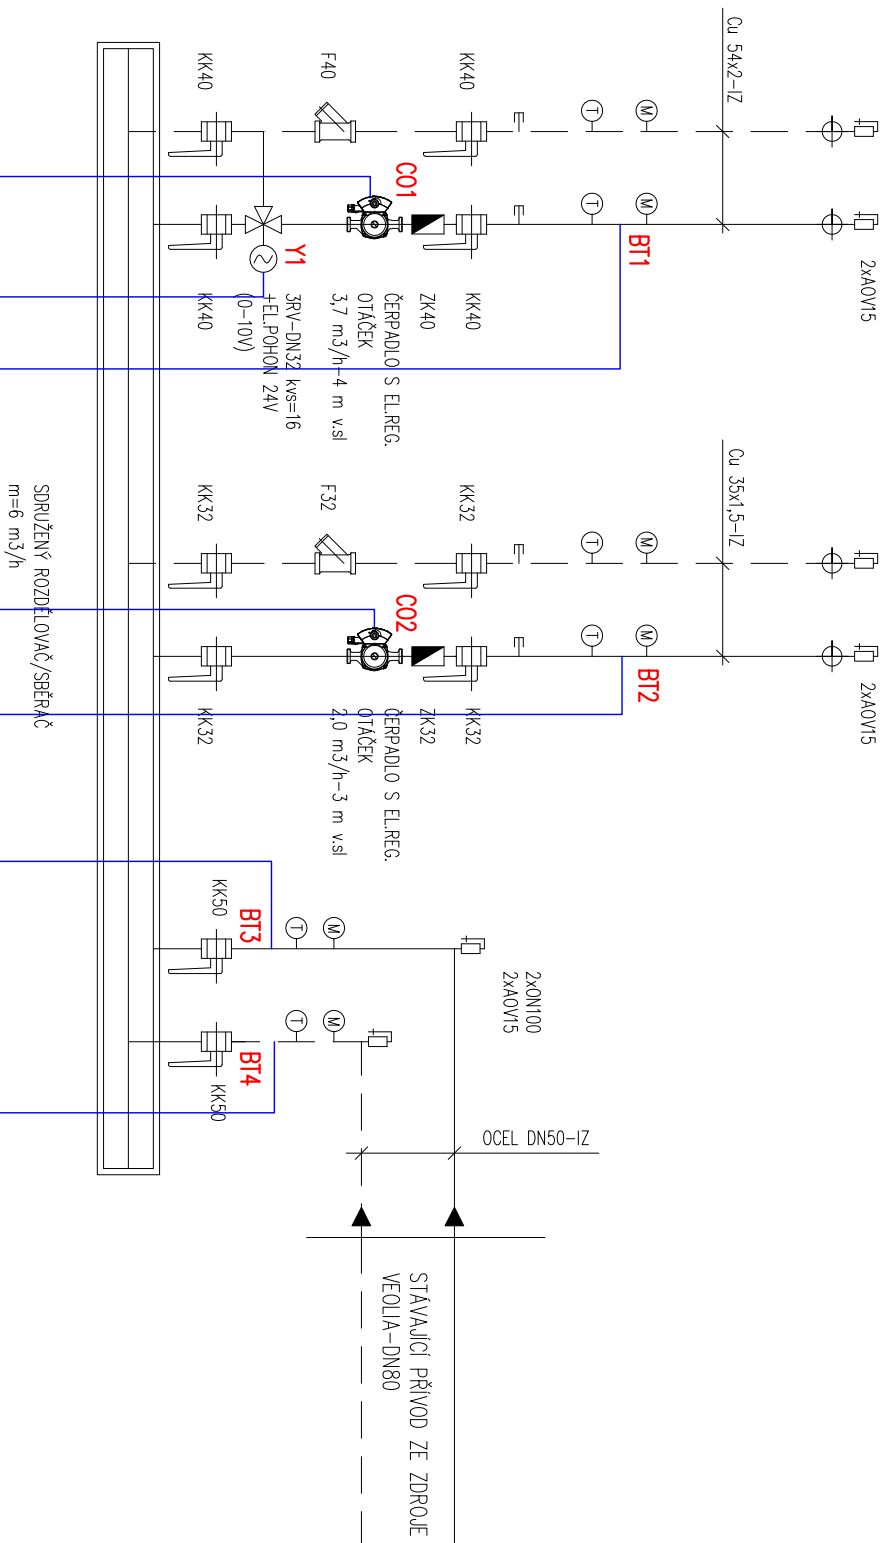 Cu 54x2-IZ
2xAOV15
M
M
T
T
BT1
KK40
KK40
F40
CO1
ZK40
ČERPADLO S EL.REG.
OTÁČEK
3,7 m3/h-4 m v.sl
Y1
3RV-DN32 kvs=16
+EL.POHON 24V
(0-10V)
KK40
KK40
Cu 35x1,5-IZ
2xAOV15
M
M
T
T
BT2
KK32
KK32
F32
CO2
ZK32
ČERPADLO S EL.REG.
OTÁČEK
2,0 m3/h-3 m v.sl
KK32
KK32
2xON100
2xAOV15
M
M
T
T
KK50
BT3
BT4
KK50
OCEL DN50-IZ
STÁVAJÍCÍ PŘÍVOD ZE ZDROJE
VEOLIA-DN80
SDRUŽENÝ ROZDĚLOVAČ/SBĚRAČ
m=6 m3/h